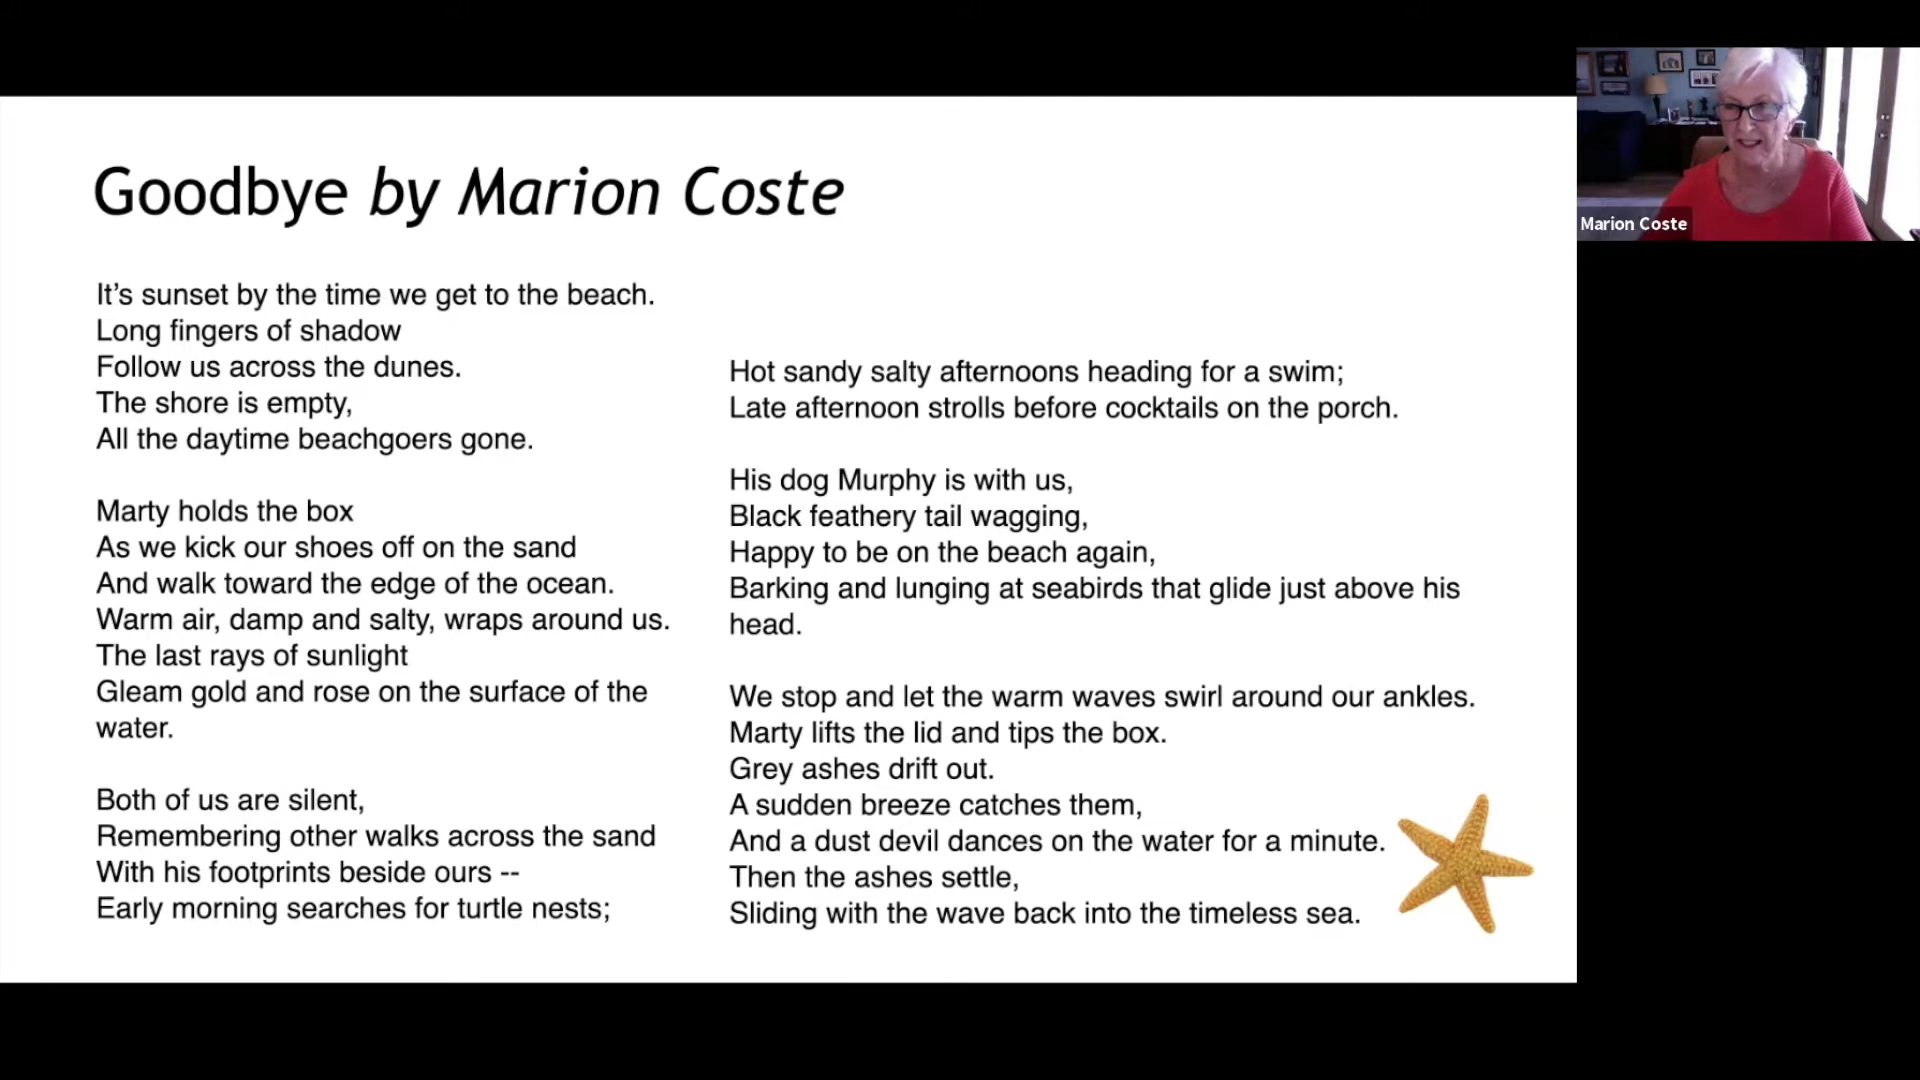 Goodbye by Marion Coste
It’s sunset by the time we get to the beach.
Long fingers of shadow
Follow us across the dunes.
The shore is empty,
All the daytime beachgoers gone.
Marty holds the box
As we kick our shoes off on the sand
And walk toward the edge of the ocean.
Warm air, damp and salty, wraps around us.
The last rays of sunlight
Gleam gold and rose on the surface of the
water.
Both of us are silent,
Remembering other walks across the sand
With his footprints beside ours --
Early morning searches for turtle nests;
Hot sandy salty afternoons heading for a swim;
Late afternoon strolls before cocktails on the porch.
His dog Murphy is with us,
Black feathery tail wagging,
Happy to be on the beach again,
Barking and lunging at seabirds that glide just above his
head.
We stop and let the warm waves swirl around our ankles.
Marty lifts the lid and tips the box.
Grey ashes drift out.
A sudden breeze catches them,
And a dust devil dances on the water for a minute.
Then the ashes settle,
Sliding with the wave back into the timeless sea.
Marion Coste